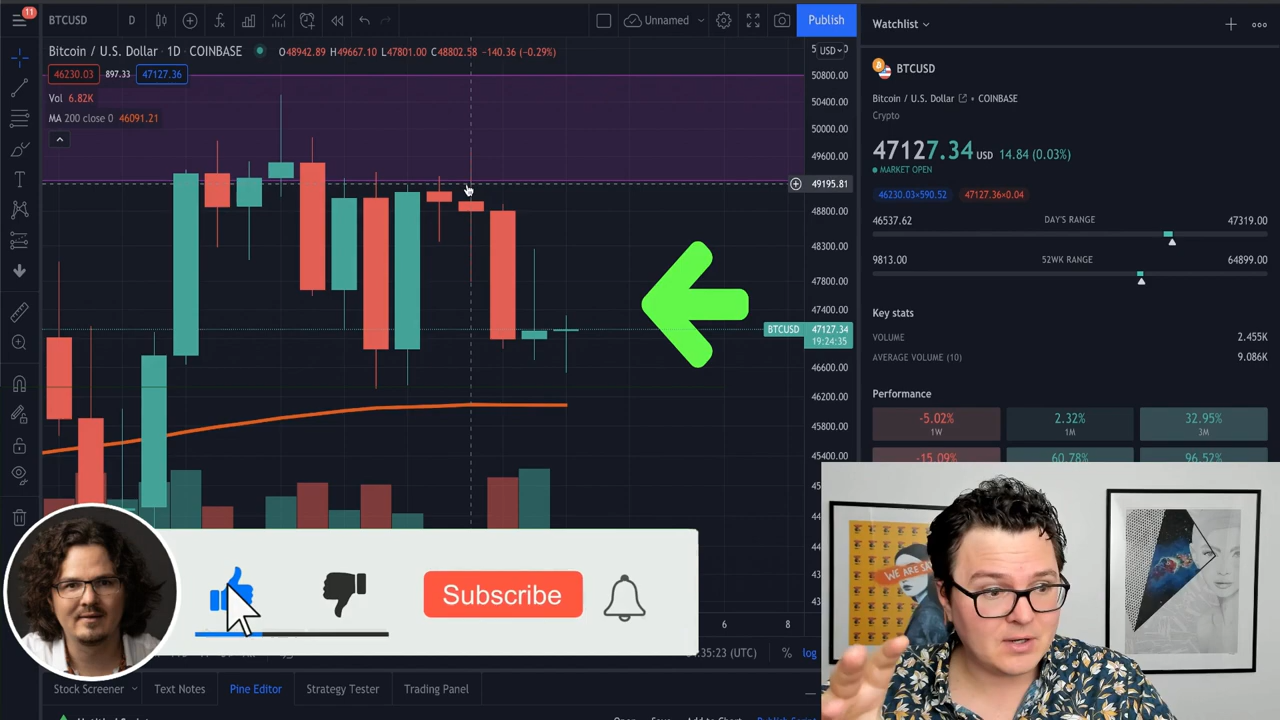 11
BTCUSD
D
Unnamed
Publish
Watchlist
Bitcoin / U.S. Dollar • 1D • COINBASE
O48942.89 H49667.10 L47801.00 C48802.58 −140.36 (−0.29%)
USD
46230.03
897.33
47127.36
Vol 6.82K
MA 200 close 0 46091.21
50800.00
50400.00
50000.00
49600.00
49195.81
48800.00
48300.00
47800.00
47400.00
BTCUSD
47127.34
19:24:35
46600.00
46200.00
45800.00
45400.00
BTCUSD
Bitcoin / U.S. Dollar • COINBASE
Crypto
47127.34 USD 14.84 (0.03%)
MARKET OPEN
46230.03×590.52
47127.36×0.04
46537.62
DAY'S RANGE
47319.00
9813.00
52WK RANGE
64899.00
Key stats
VOLUME
2.455K
AVERAGE VOLUME (10)
9.086K
Performance
-5.02%
1W
2.32%
1M
32.95%
3M
-15.09%
60.78%
96.52%
WE ARE
Subscribe
6
8
:35:23 (UTC)
%
log
Stock Screener
Text Notes
Pine Editor
Strategy Tester
Trading Panel